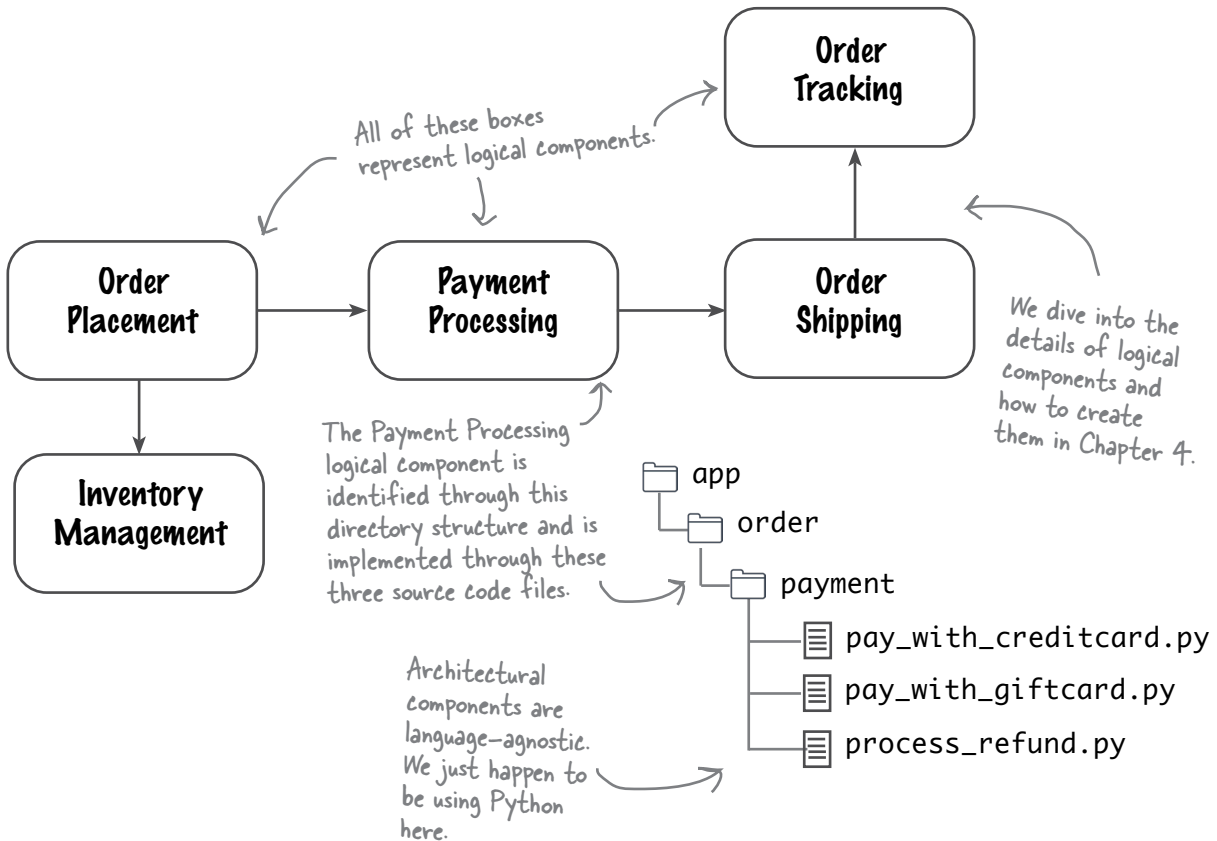 Order
Tracking
All of these boxes
represent logical components.
Order
Placement
Payment
Processing
Order
Shipping
We dive into the
details of logical
components and
how to create
them in Chapter 4.
The Payment Processing
logical component is
identified through this
directory structure and is
implemented through these
three source code files.
Inventory
Management
app
order
payment
pay_with_creditcard.py
pay_with_giftcard.py
process_refund.py
Architectural
components are
language-agnostic.
We just happen to
be using Python
here.